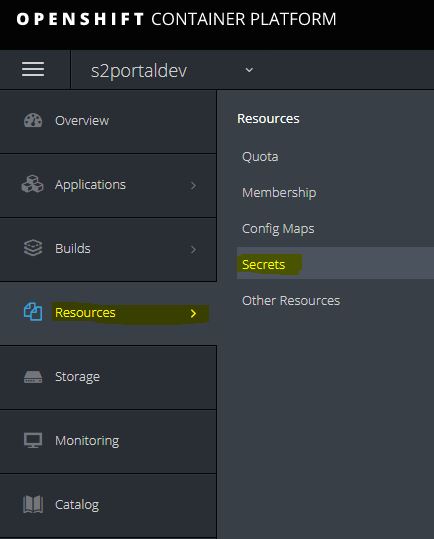 OPENSHIFT CONTAINER PLATFORM
s2portaldev
Overview
Applications
Builds
Resources
Storage
Monitoring
Catalog
Resources
Quota
Membership
Config Maps
Secrets
Other Resources